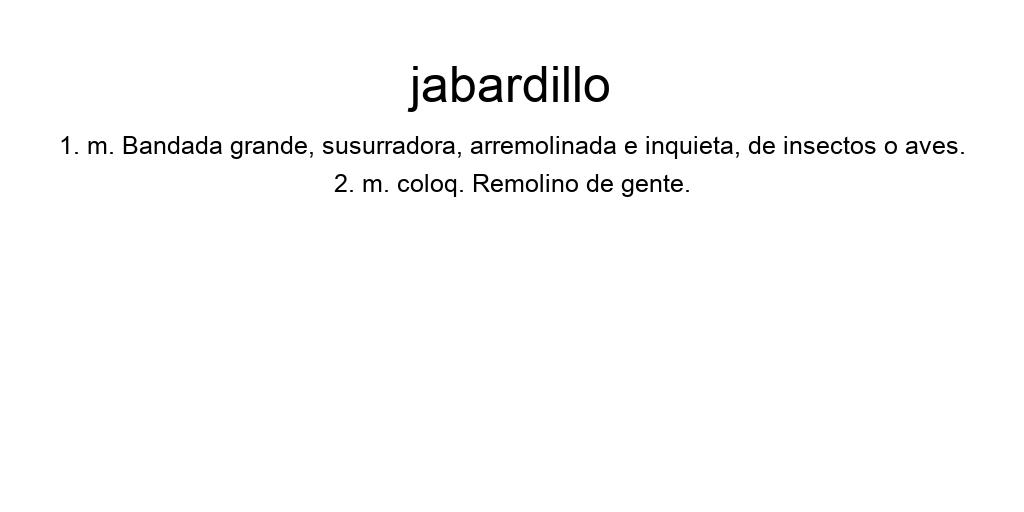 jabardillo
1. m. Bandada grande, susurradora, arremolinada e inquieta, de insectos o aves.
2. m. coloq. Remolino de gente.